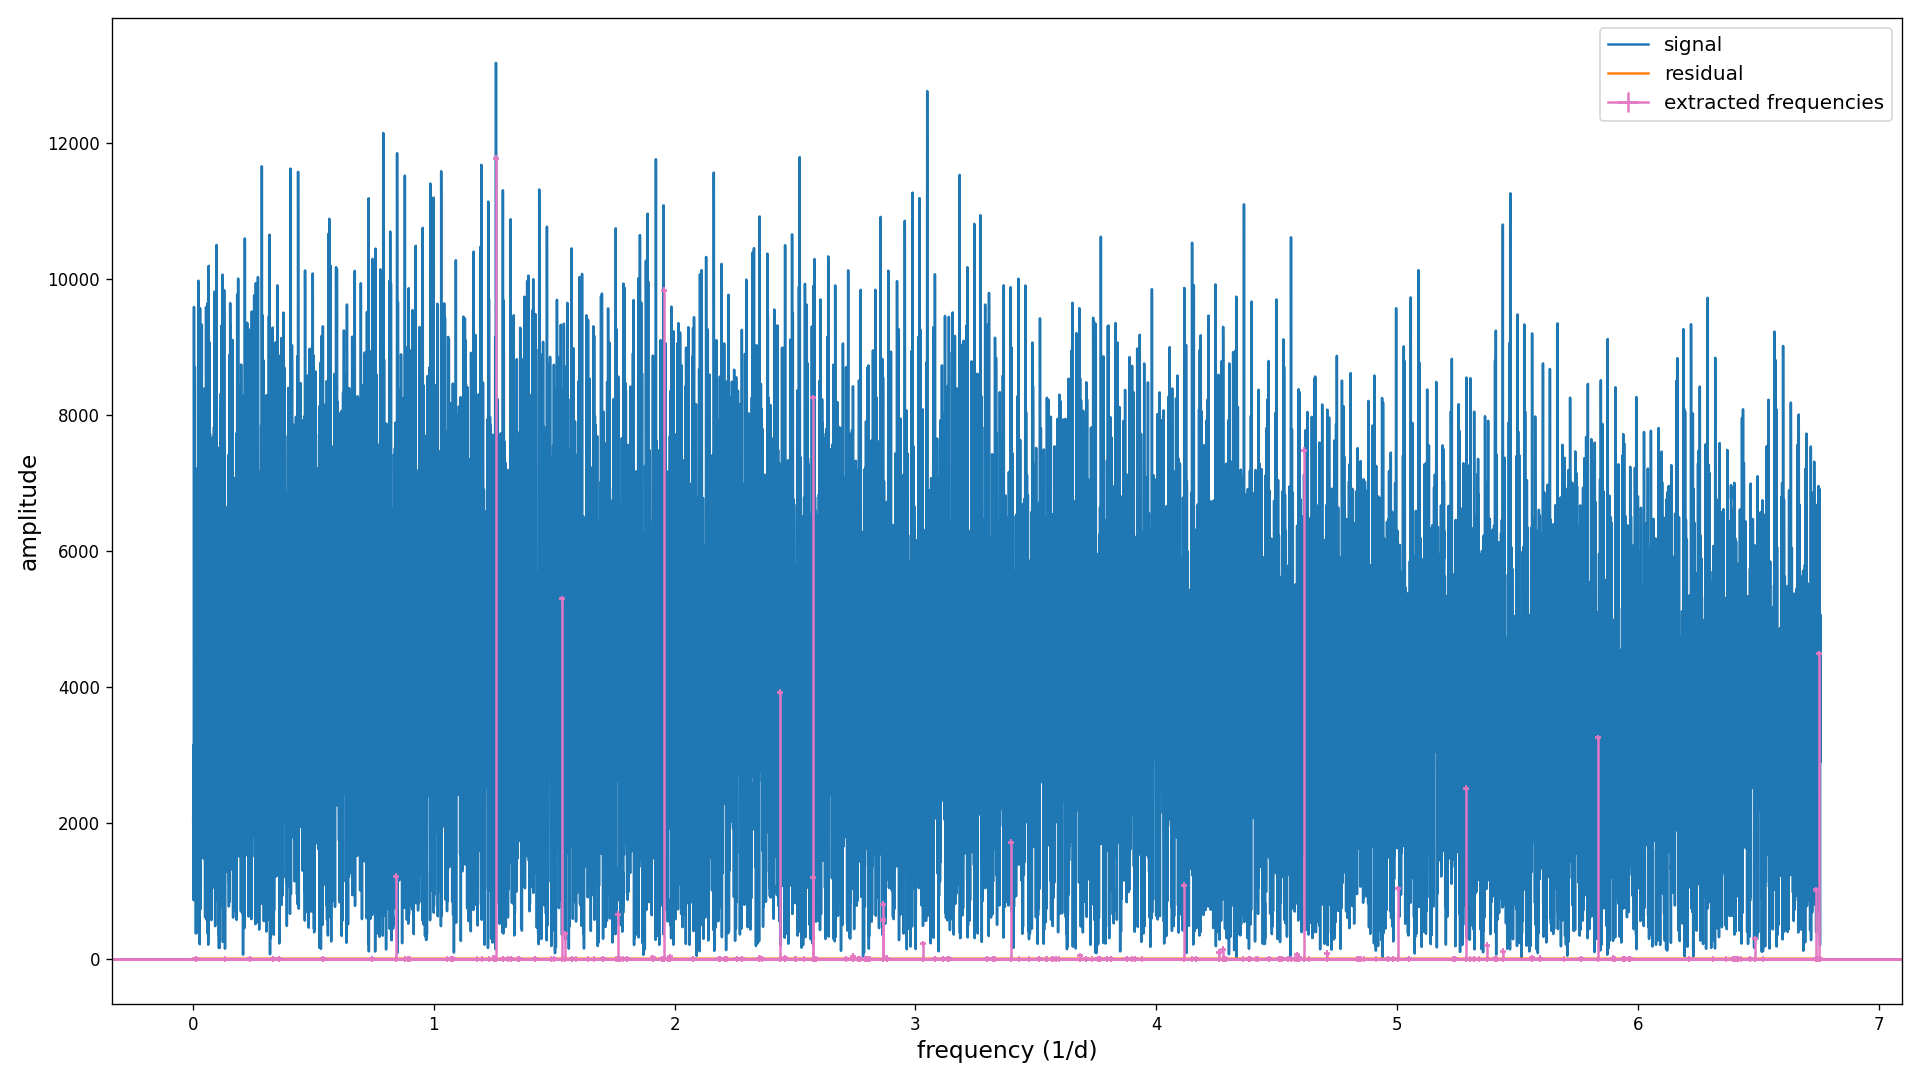 signal
residual
extracted frequencies
amplitude
12000
10000
8000
6000
4000
2000
0
0 1 2 3 4 5 6 7
frequency (1/d)